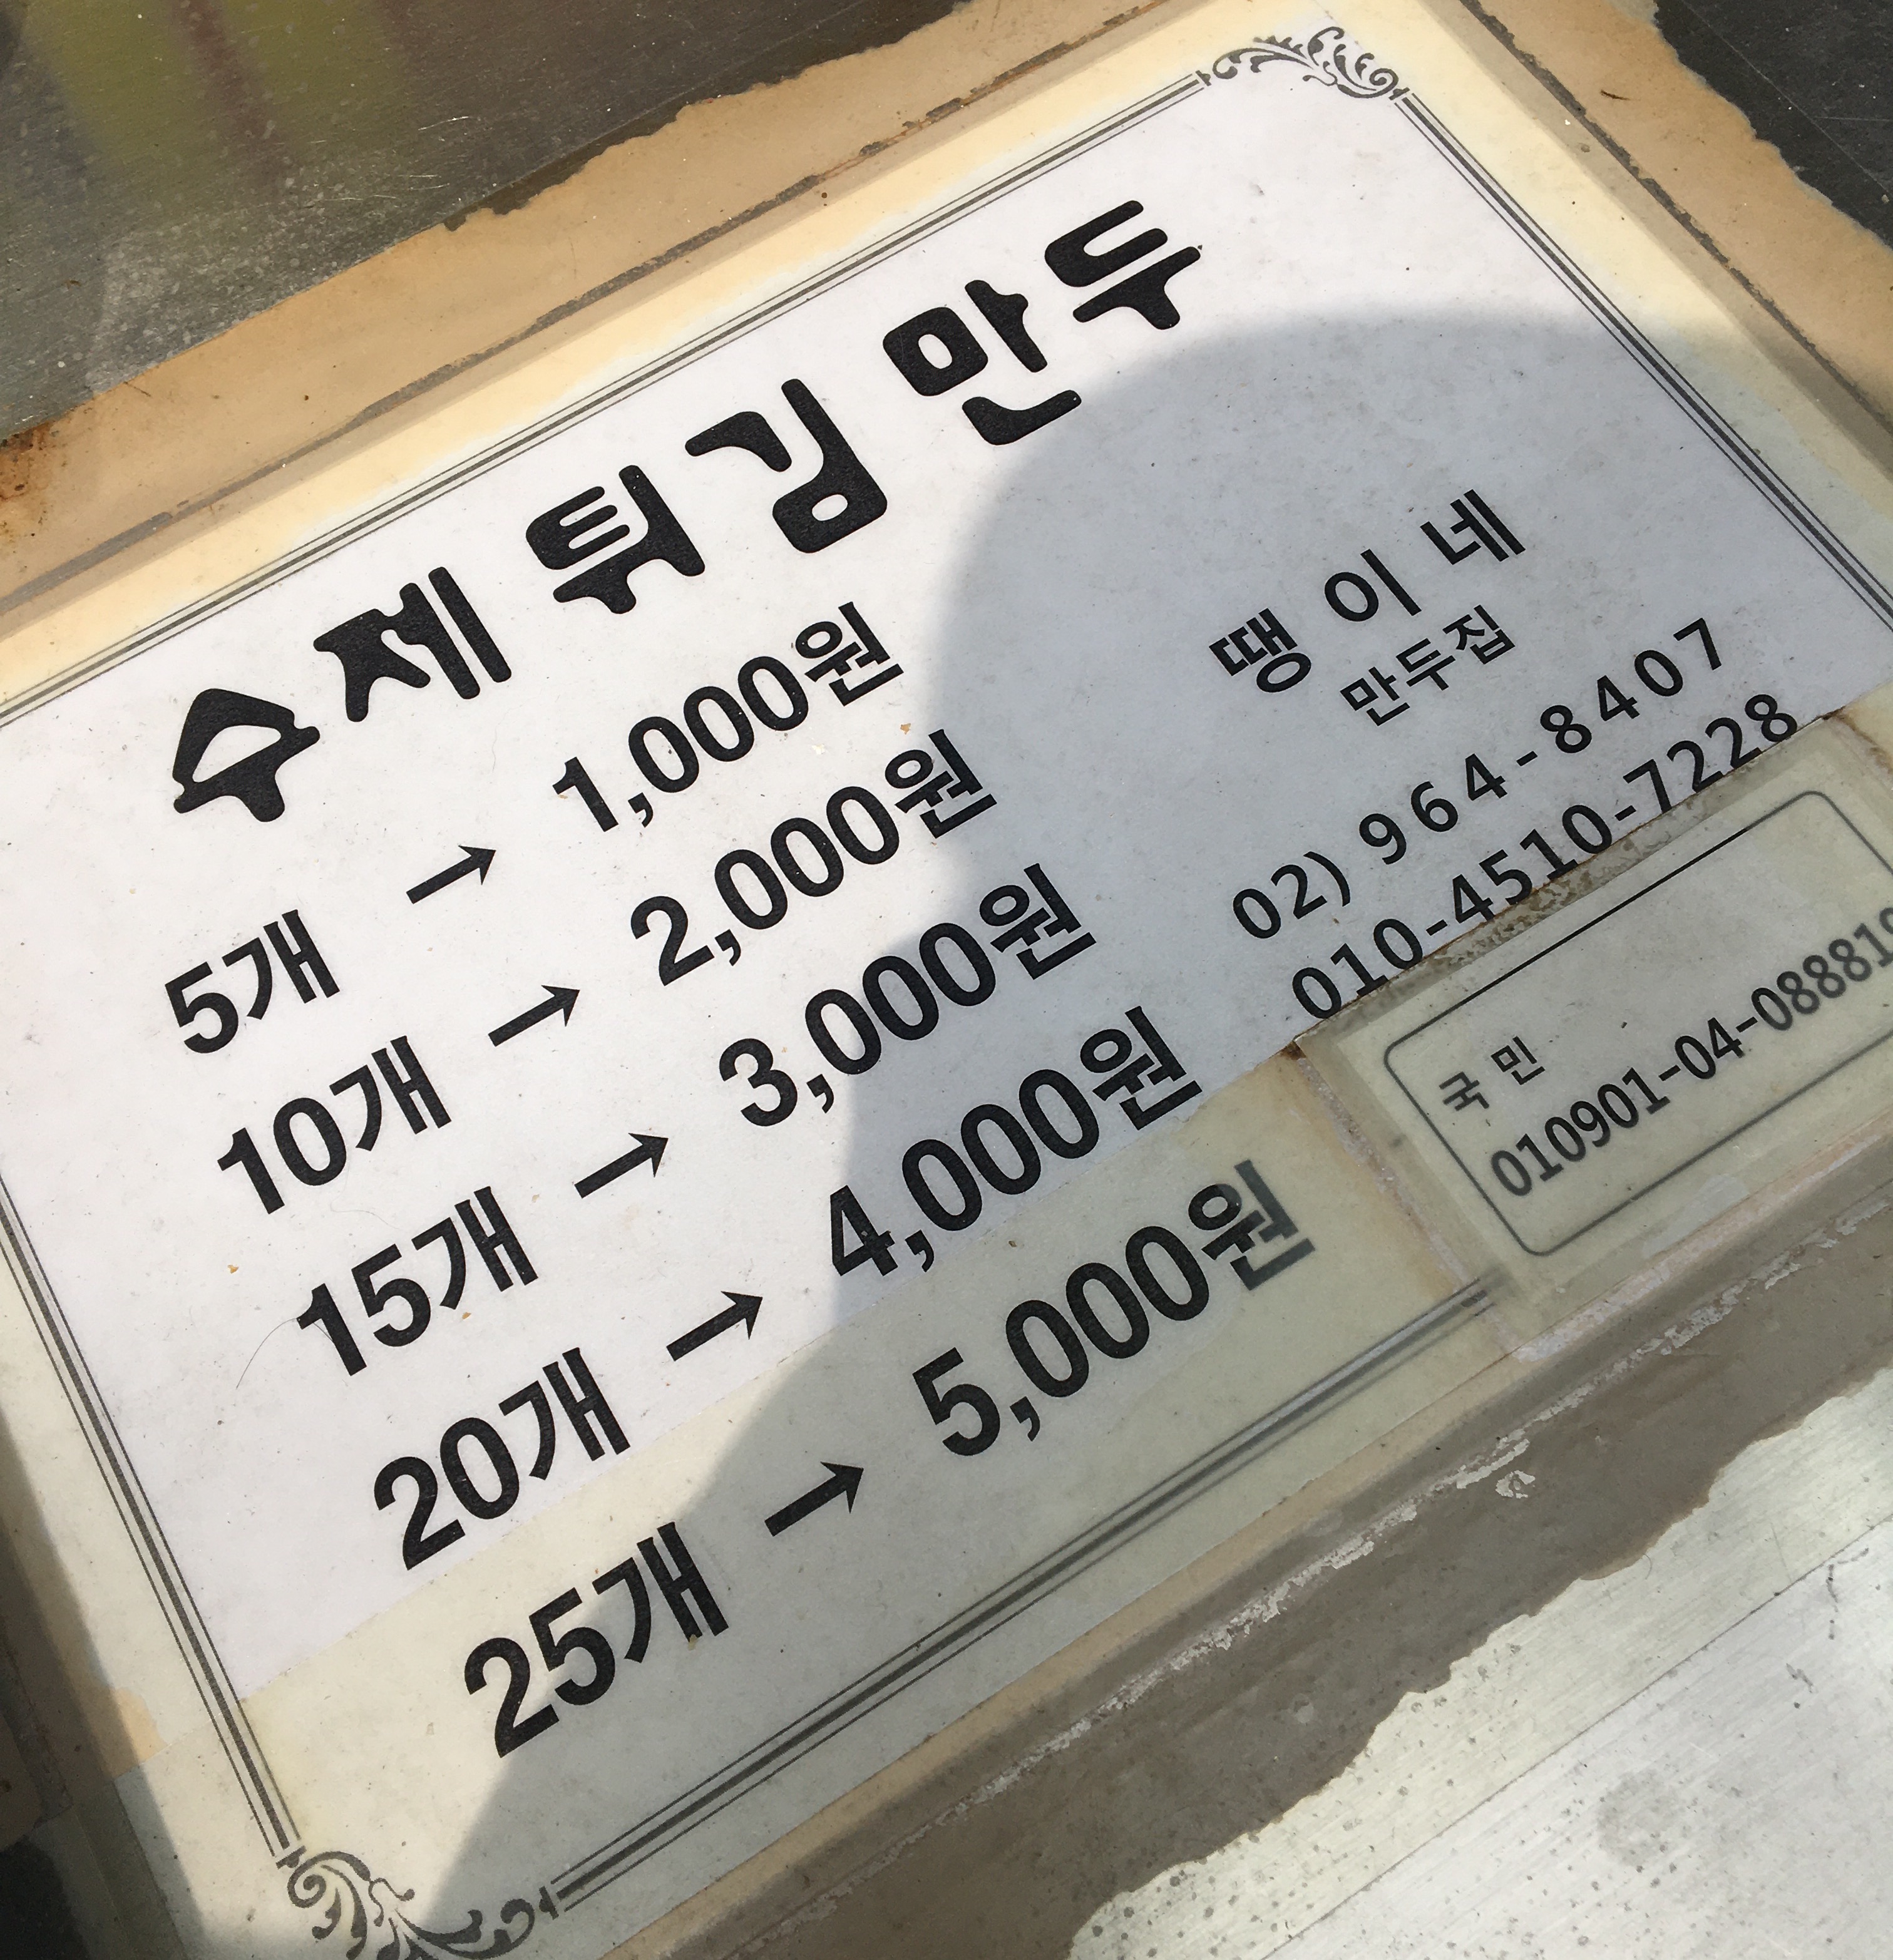 수제 튀김 만두
5개 → 1,000원
10개 → 2,000원
15개 → 3,000원
20개 → 4,000원
25개 → 5,000원
땡이네
만두집
02) 964-8407
010-4510-7228
국민
010901-04-088819